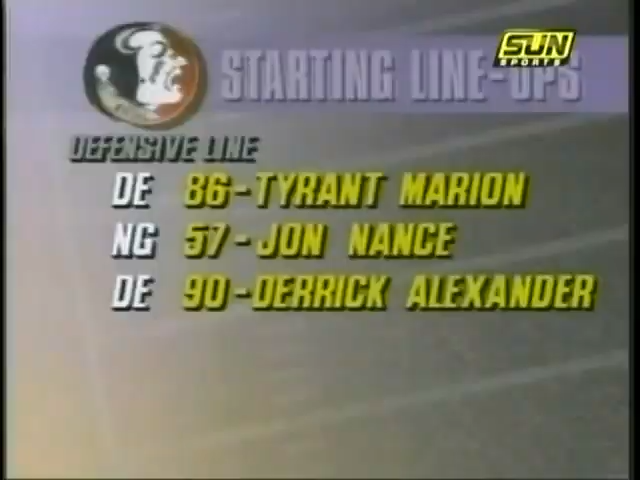 SUN
SPORTS
STARTING LINE-UPS
DEFENSIVE LINE
DE 86-TYRANT MARION
NG 57-JON NANCE
DE 90-DERRICK ALEXANDER